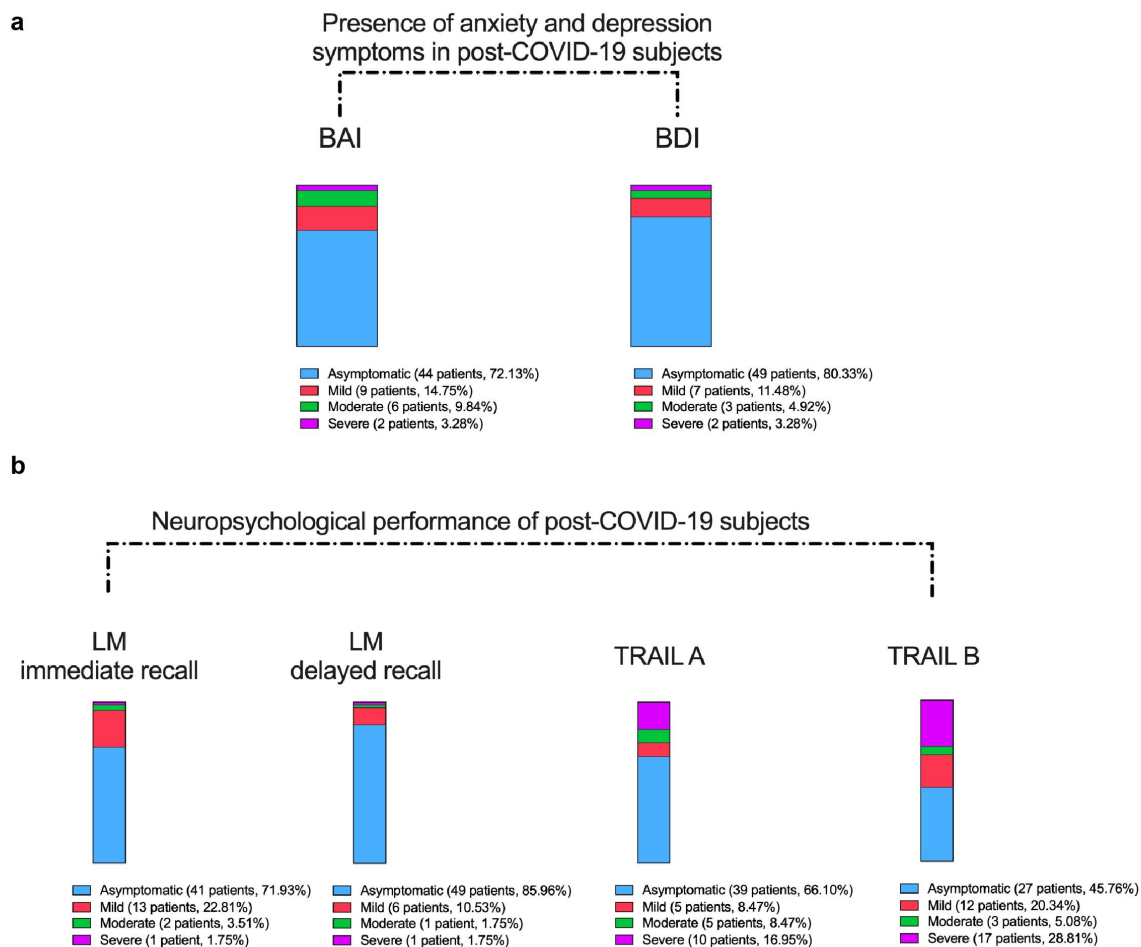 a
Presence of anxiety and depression
symptoms in post-COVID-19 subjects
BAI
BDI
Asymptomatic (44 patients, 72.13%)
Mild (9 patients, 14.75%)
Moderate (6 patients, 9.84%)
Severe (2 patients, 3.28%)
Asymptomatic (49 patients, 80.33%)
Mild (7 patients, 11.48%)
Moderate (3 patients, 4.92%)
Severe (2 patients, 3.28%)
b
Neuropsychological performance of post-COVID-19 subjects
LM
immediate recall
LM
delayed recall
TRAIL A
TRAIL B
Asymptomatic (41 patients, 71.93%)
Mild (13 patients, 22.81%)
Moderate (2 patients, 3.51%)
Severe (1 patient, 1.75%)
Asymptomatic (49 patients, 85.96%)
Mild (6 patients, 10.53%)
Moderate (1 patient, 1.75%)
Severe (1 patient, 1.75%)
Asymptomatic (39 patients, 66.10%)
Mild (5 patients, 8.47%)
Moderate (5 patients, 8.47%)
Severe (10 patients, 16.95%)
Asymptomatic (27 patients, 45.76%)
Mild (12 patients, 20.34%)
Moderate (3 patients, 5.08%)
Severe (17 patients, 28.81%)